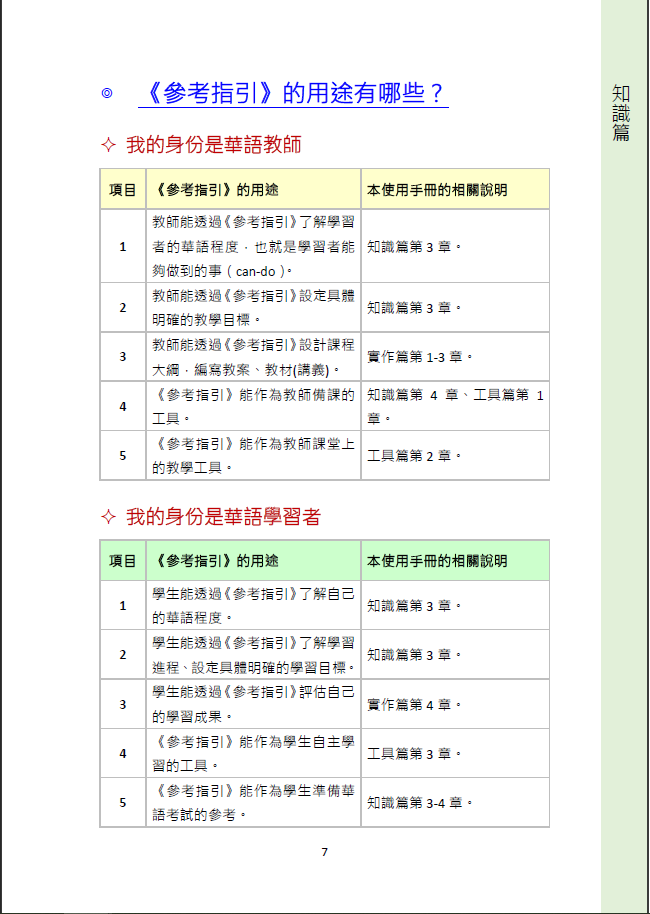 ◎ 《參考指引》的用途有哪些？
知識篇
✧ 我的身份是華語教師
項目 《參考指引》的用途 本使用手冊的相關說明
教師能透過《參考指引》了解學習
1 者的華語程度，也就是學習者能 知識篇第 3 章。
夠做到的事（can-do）。
教師能透過《參考指引》設定具體
2 知識篇第 3 章。
明確的教學目標。
教師能透過《參考指引》設計課程
3 實作篇第 1-3 章。
大綱，編寫教案、教材(講義)。
《參考指引》能作為教師備課的 知識篇第 4 章、工具篇第 1
4
工具。 章。
《參考指引》能作為教師課堂上
5 工具篇第 2 章。
的教學工具。
✧ 我的身份是華語學習者
項目 《參考指引》的用途 本使用手冊的相關說明
學生能透過《參考指引》了解自己
1 知識篇第 3 章。
的華語程度。
學生能透過《參考指引》了解學習
2 知識篇第 3 章。
進程、設定具體明確的學習目標。
學生能透過《參考指引》評估自己
3 實作篇第 4 章。
的學習成果。
《參考指引》能作為學生自主學
4 工具篇第 3 章。
習的工具。
《參考指引》能作為學生準備華
5 知識篇第 3-4 章。
語考試的參考。
7